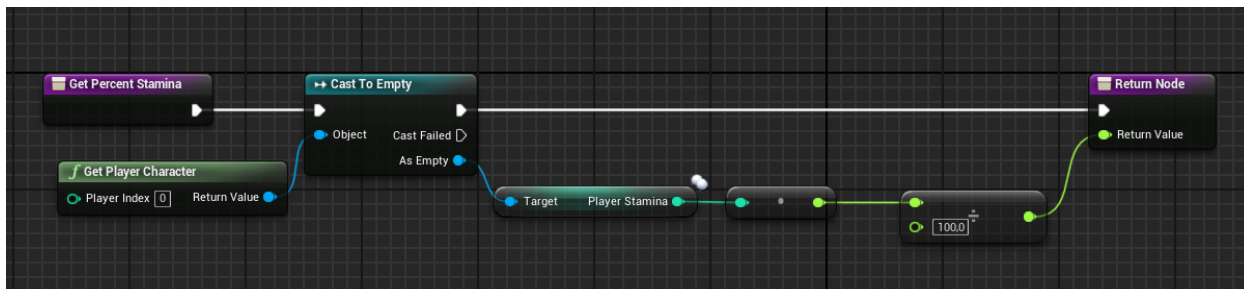 Get Percent Stamina
Cast To Empty
Return Node
Object
Cast Failed
Return Value
As Empty
f Get Player Character
Player Index 0 Return Value
Target Player Stamina
÷
100,0